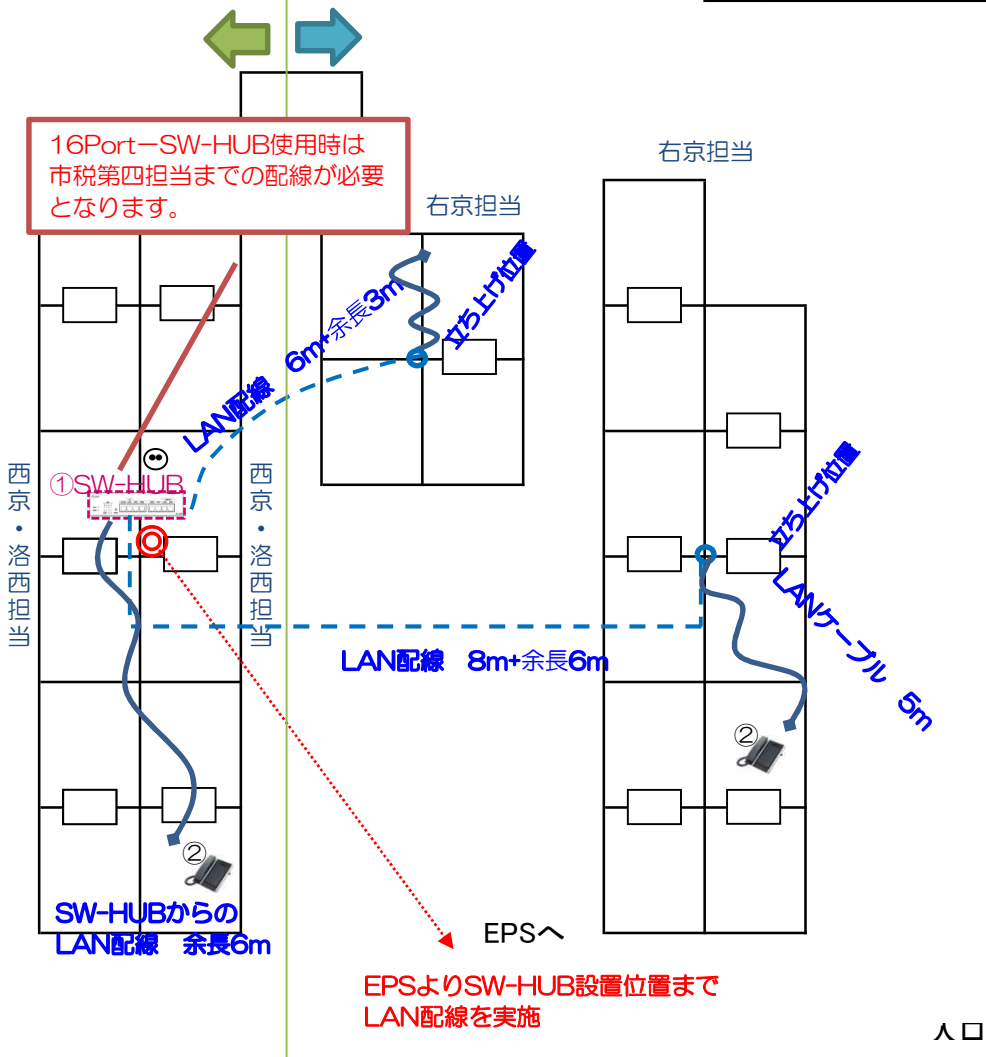 16Port－SW-HUB使用時は
市税第四担当までの配線が必要
となります。
右京担当
右京担当
立ち上げ位置
LAN配線　6m+余長3m
①SW-HUB
西京・洛西担当
西京・洛西担当
立ち上げ位置
LANケーブル　5m
LAN配線　8m+余長6m
②
②
SW-HUBからの
LAN配線　余長6m
EPSへ
EPSよりSW-HUB設置位置まで
LAN配線を実施